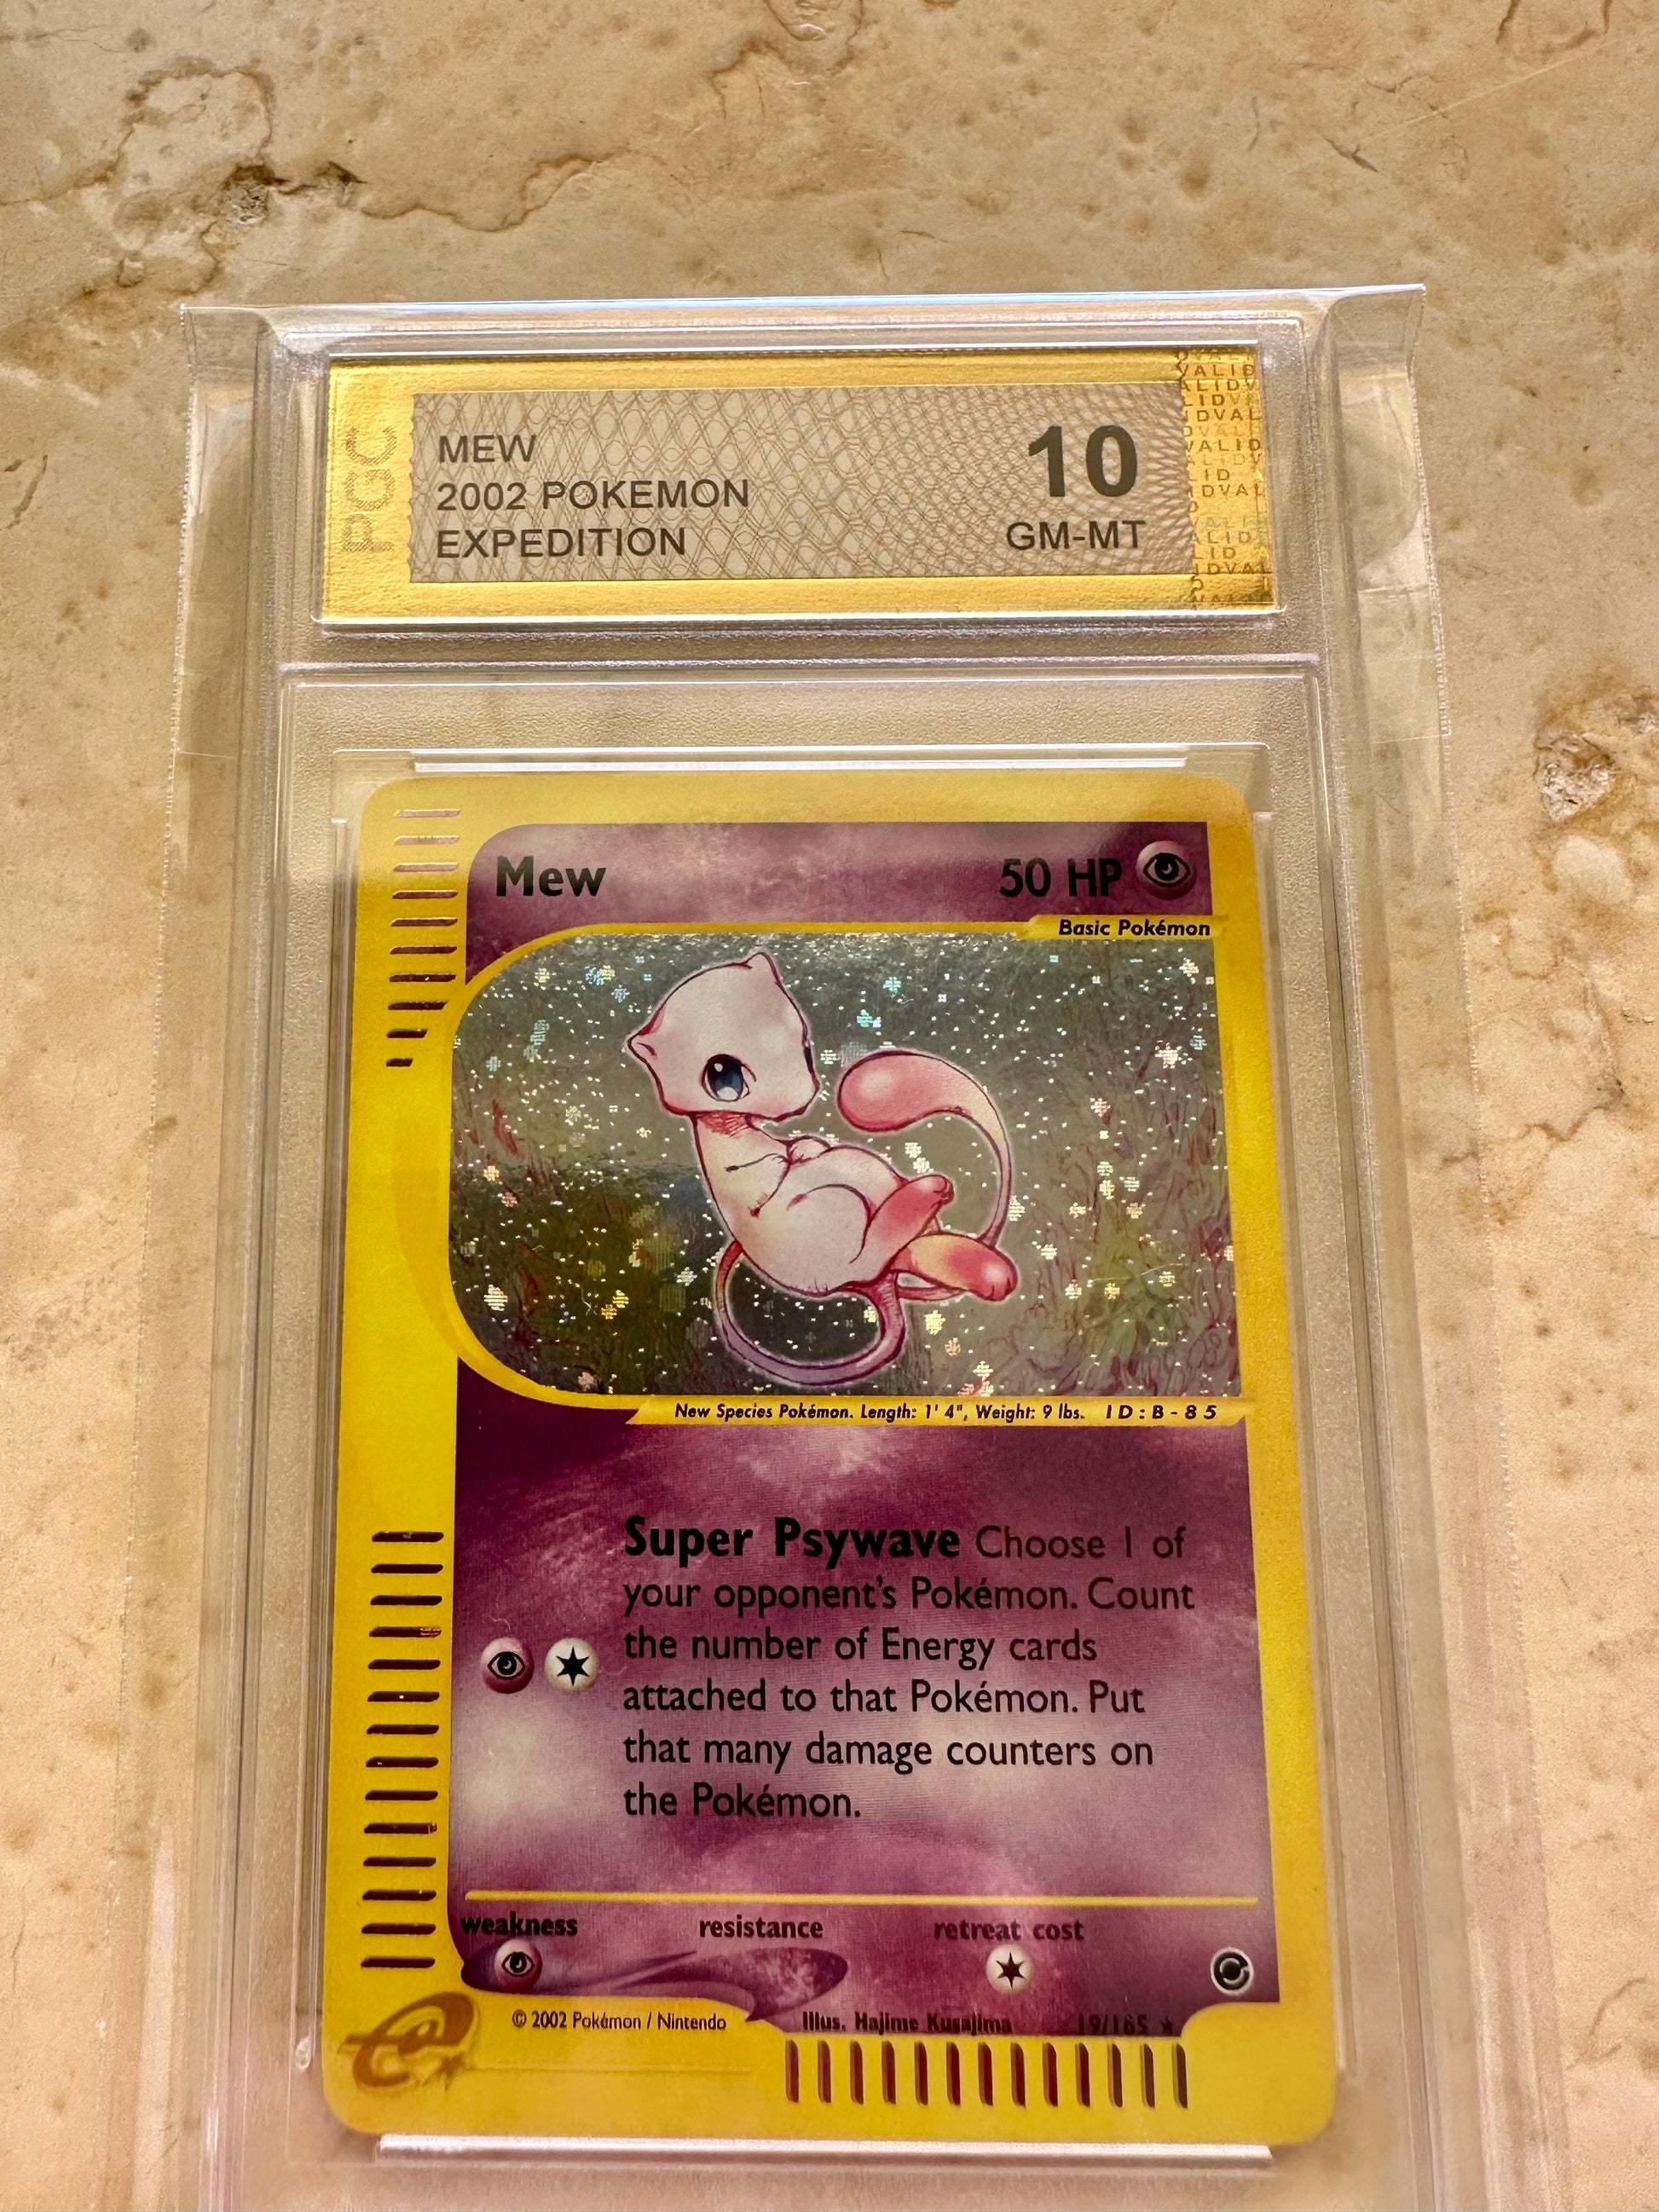 PGC
MEW
2002 POKEMON
EXPEDITION
10
GM-MT
VALID
Mew
50 HP
Basic Pokémon
New Species Pokémon. Length: 1' 4", Weight: 9 lbs. ID:B-85
Super Psywave Choose 1 of
your opponent's Pokémon. Count
the number of Energy cards
attached to that Pokémon. Put
that many damage counters on
the Pokémon.
weakness resistance retreat cost
© 2002 Pokémon / Nintendo
Illus. Hajime Kusajima 19/165 ★
e